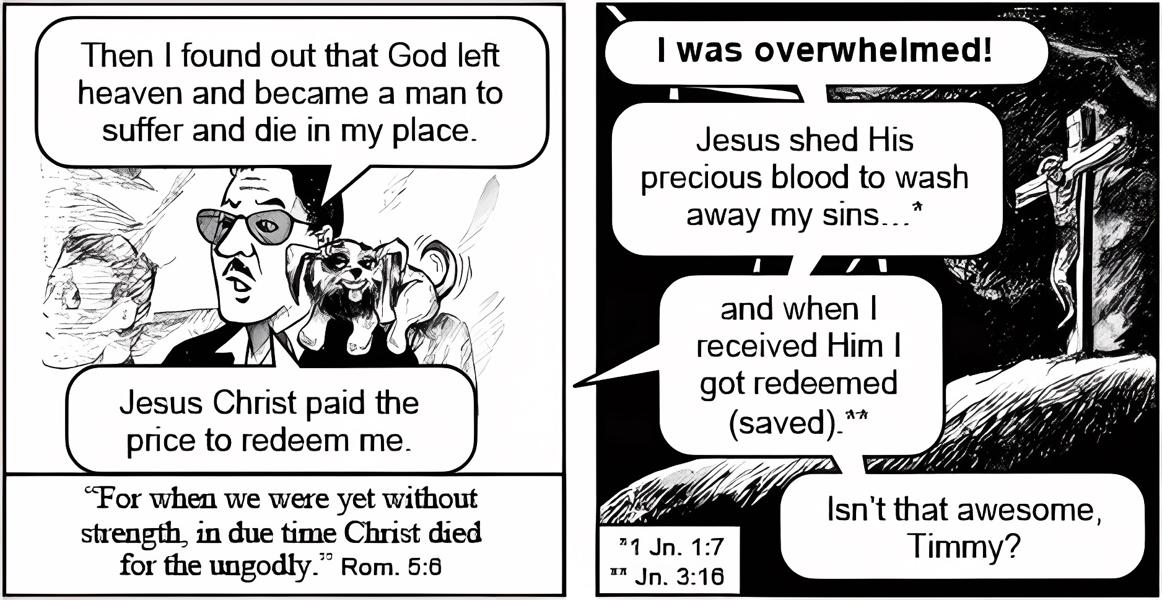 Then I found out that God left
heaven and became a man to
suffer and die in my place.
Jesus Christ paid the
price to redeem me.
“For when we were yet without
strength, in due time Christ died
for the ungodly.” Rom. 5:6
I was overwhelmed!
Jesus shed His
precious blood to wash
away my sins...*
and when I
received Him I
got redeemed
(saved).**
Isn't that awesome,
Timmy?
*1 Jn. 1:7
** Jn. 3:16